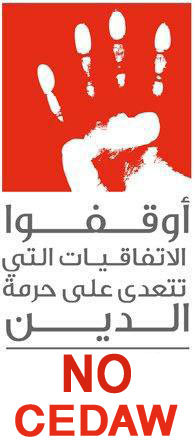 أوقفوا
الاتفاقيات التي
تتعدى على حرمة
الدين
NO
CEDAW